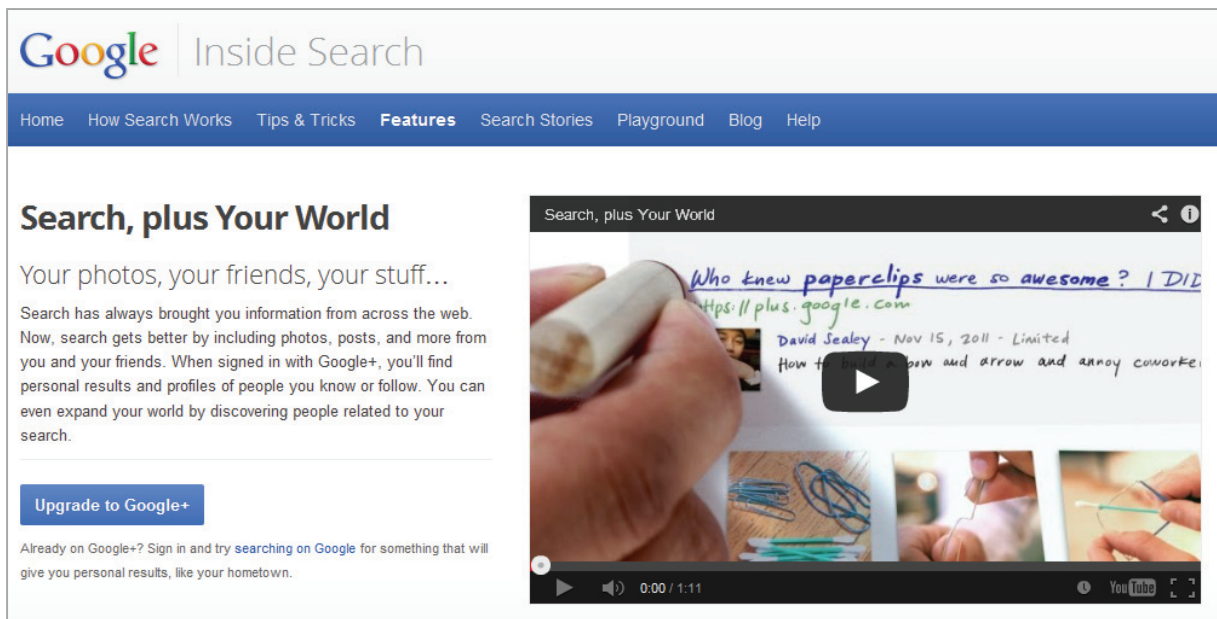 Google Inside Search
Home How Search Works Tips & Tricks Features Search Stories Playground Blog Help
Search, plus Your World
Your photos, your friends, your stuff...
Search has always brought you information from across the web.
Now, search gets better by including photos, posts, and more from
you and your friends. When signed in with Google+, you'll find
personal results and profiles of people you know or follow. You can
even expand your world by discovering people related to your
search.
Upgrade to Google+
Already on Google+? Sign in and try searching on Google for something that will
give you personal results, like your hometown.
Search, plus Your World
Who knew paperclips were so awesome? I DID
ttps://plus.google.com
David Sealey - Nov 15, 2011 - Limited
How to build a bow and arrow and annoy coworke
0:00 / 1:11
YouTube